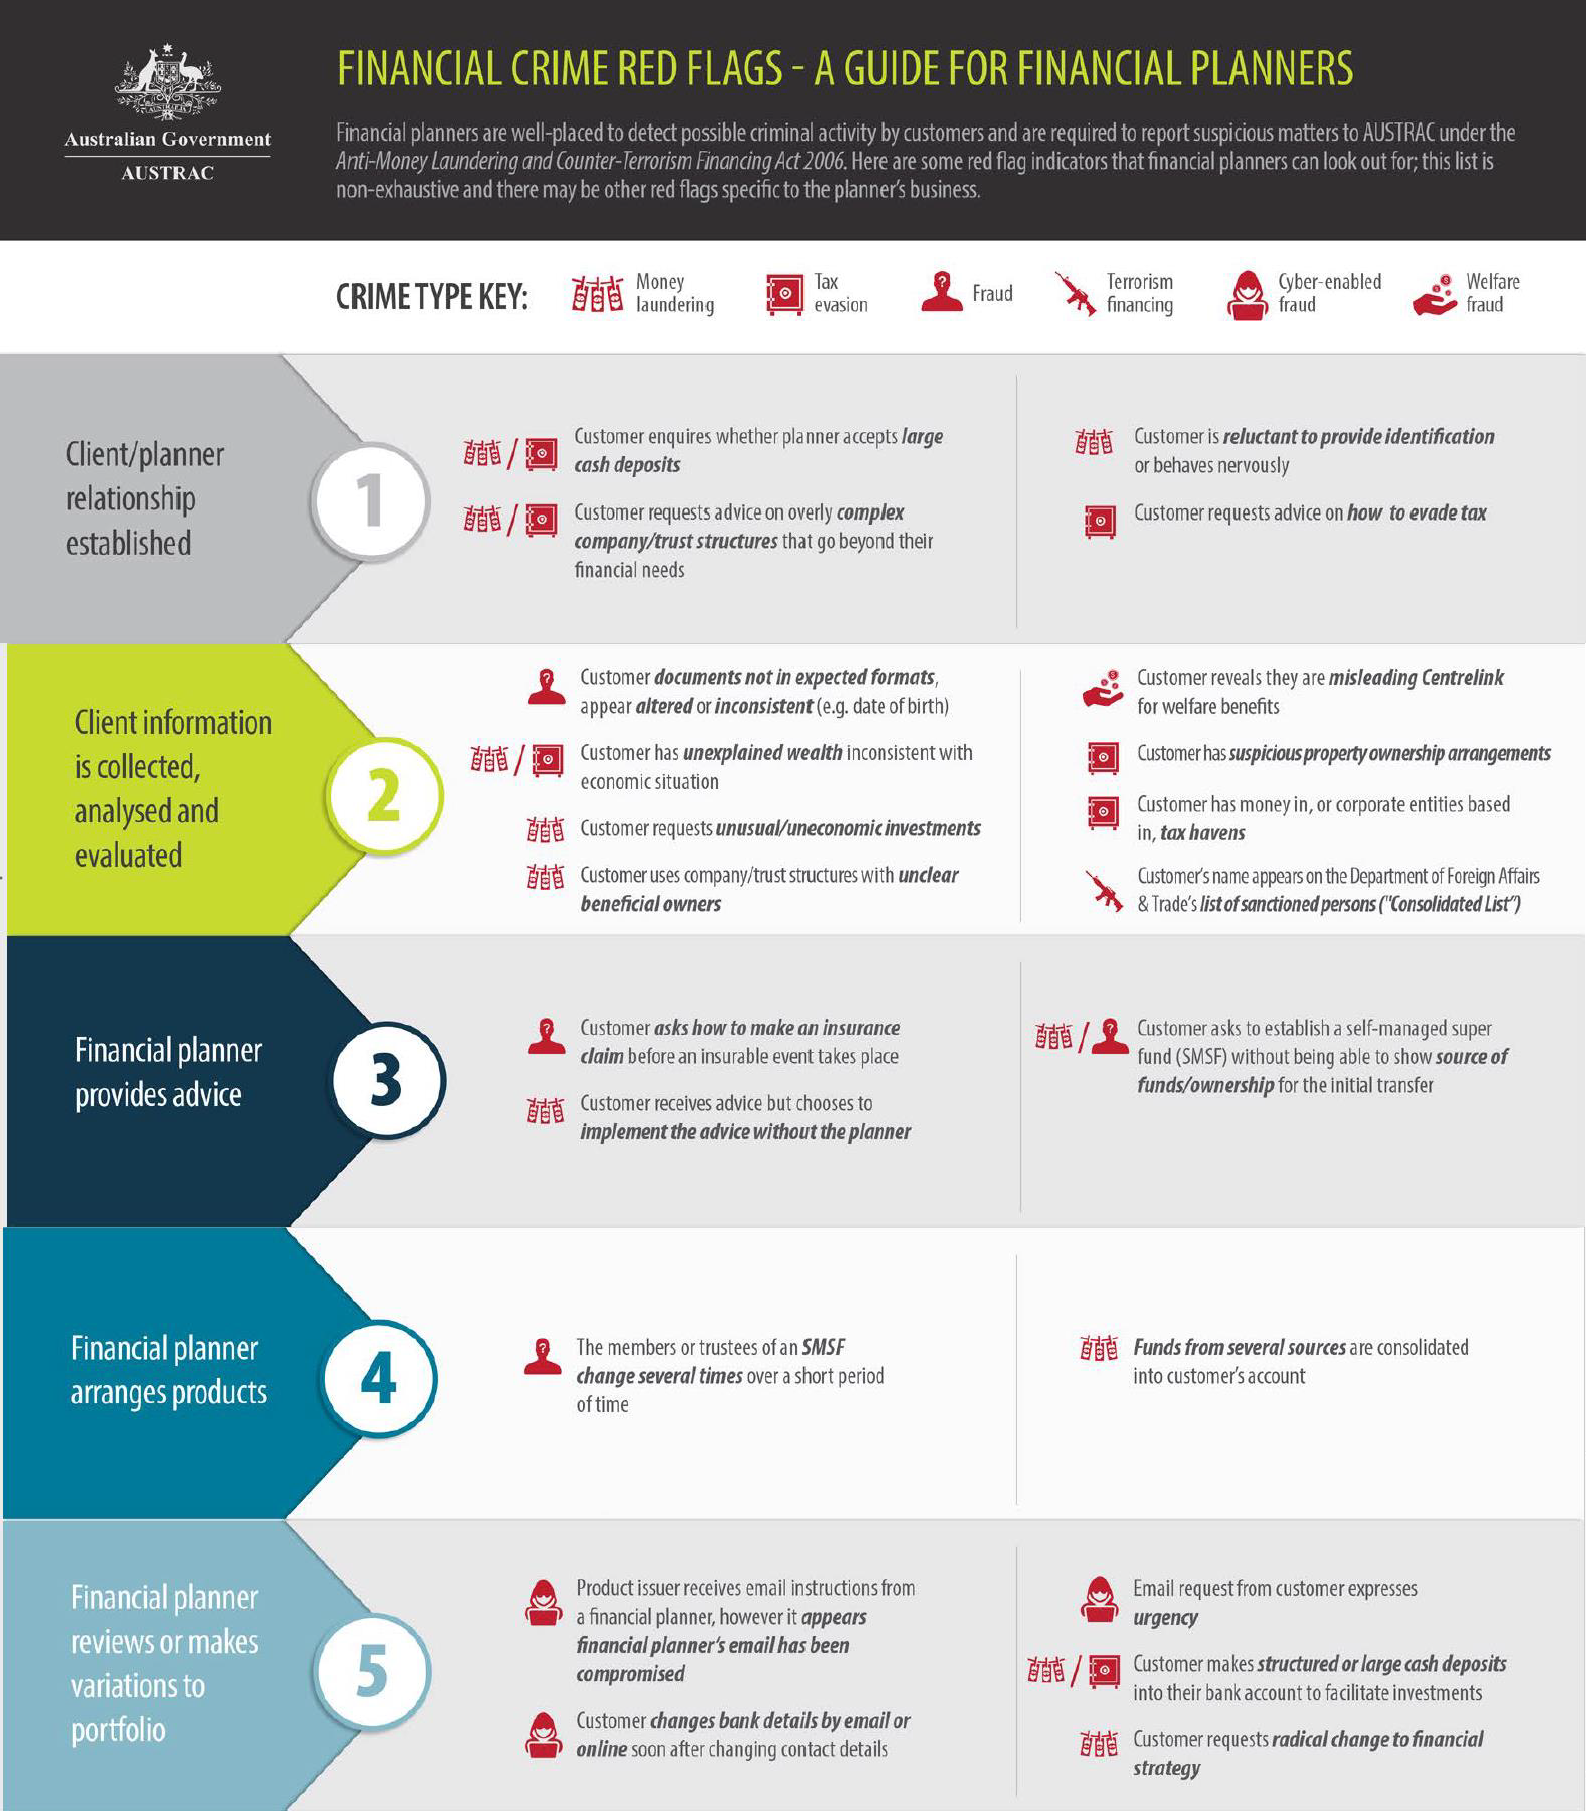 FINANCIAL CRIME RED FLAGS - A GUIDE FOR FINANCIAL PLANNERS
Australian Government
AUSTRAC
Financial planners are well-placed to detect possible criminal activity by customers and are required to report suspicious matters to AUSTRAC under the
Anti-Money Laundering and Counter-Terrorism Financing Act 2006. Here are some red flag indicators that financial planners can look out for; this list is
non-exhaustive and there may be other red flags specific to the planner's business.
CRIME TYPE KEY:
Money
laundering
Tax
evasion
Fraud
Terrorism
financing
Cyber-enabled
fraud
Welfare
fraud
Client/planner
relationship
established
1
Customer enquires whether planner accepts large
cash deposits
Customer requests advice on overly complex
company/trust structures that go beyond their
financial needs
Customer is reluctant to provide identification
or behaves nervously
Customer requests advice on how to evade tax
Client information
is collected,
analysed and
evaluated
2
Customer documents not in expected formats,
appear altered or inconsistent (e.g. date of birth)
Customer has unexplained wealth inconsistent with
economic situation
Customer requests unusual/uneconomic investments
Customer uses company/trust structures with unclear
beneficial owners
Customer reveals they are misleading Centrelink
for welfare benefits
Customer has suspicious property ownership arrangements
Customer has money in, or corporate entities based
in, tax havens
Customer's name appears on the Department of Foreign Affairs
& Trade's list of sanctioned persons ("Consolidated List")
Financial planner
provides advice
3
Customer asks how to make an insurance
claim before an insurable event takes place
Customer receives advice but chooses to
implement the advice without the planner
Customer asks to establish a self-managed super
fund (SMSF) without being able to show source of
funds/ownership for the initial transfer
Financial planner
arranges products
4
The members or trustees of an SMSF
change several times over a short period
of time
Funds from several sources are consolidated
into customer's account
Financial planner
reviews or makes
variations to
portfolio
5
Product issuer receives email instructions from
a financial planner, however it appears
financial planner's email has been
compromised
Customer changes bank details by email or
online soon after changing contact details
Email request from customer expresses
urgency
Customer makes structured or large cash deposits
into their bank account to facilitate investments
Customer requests radical change to financial
strategy